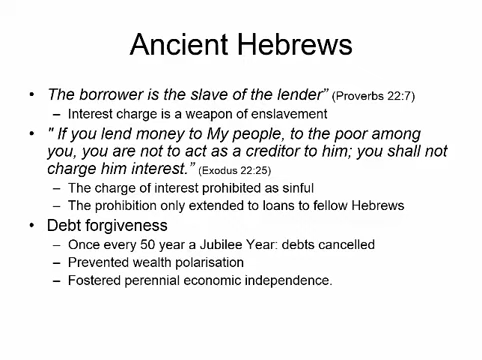 Ancient Hebrews
• The borrower is the slave of the lender" (Proverbs 22:7)
– Interest charge is a weapon of enslavement
• " If you lend money to My people, to the poor among
you, you are not to act as a creditor to him; you shall not
charge him interest." (Exodus 22:25)
– The charge of interest prohibited as sinful
– The prohibition only extended to loans to fellow Hebrews
• Debt forgiveness
– Once every 50 year a Jubilee Year: debts cancelled
– Prevented wealth polarisation
– Fostered perennial economic independence.